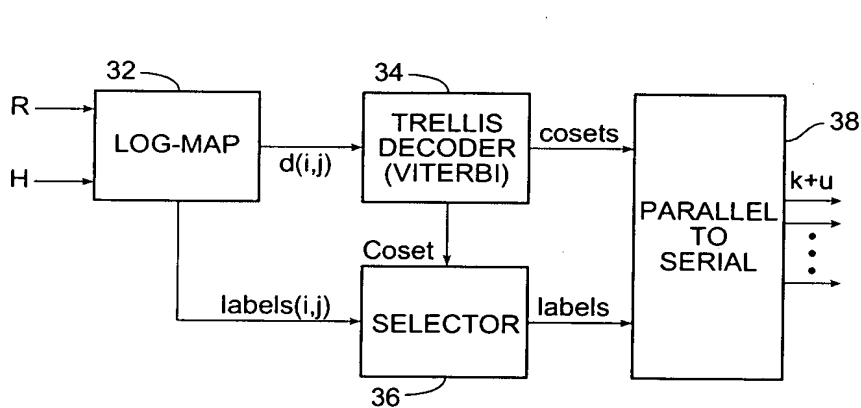 32
34
38
R
H
LOG-MAP
d(i,j)
TRELLIS
DECODER
(VITERBI)
cosets
k+u
PARALLEL
TO
SERIAL
Coset
labels(i,j)
SELECTOR
labels
36